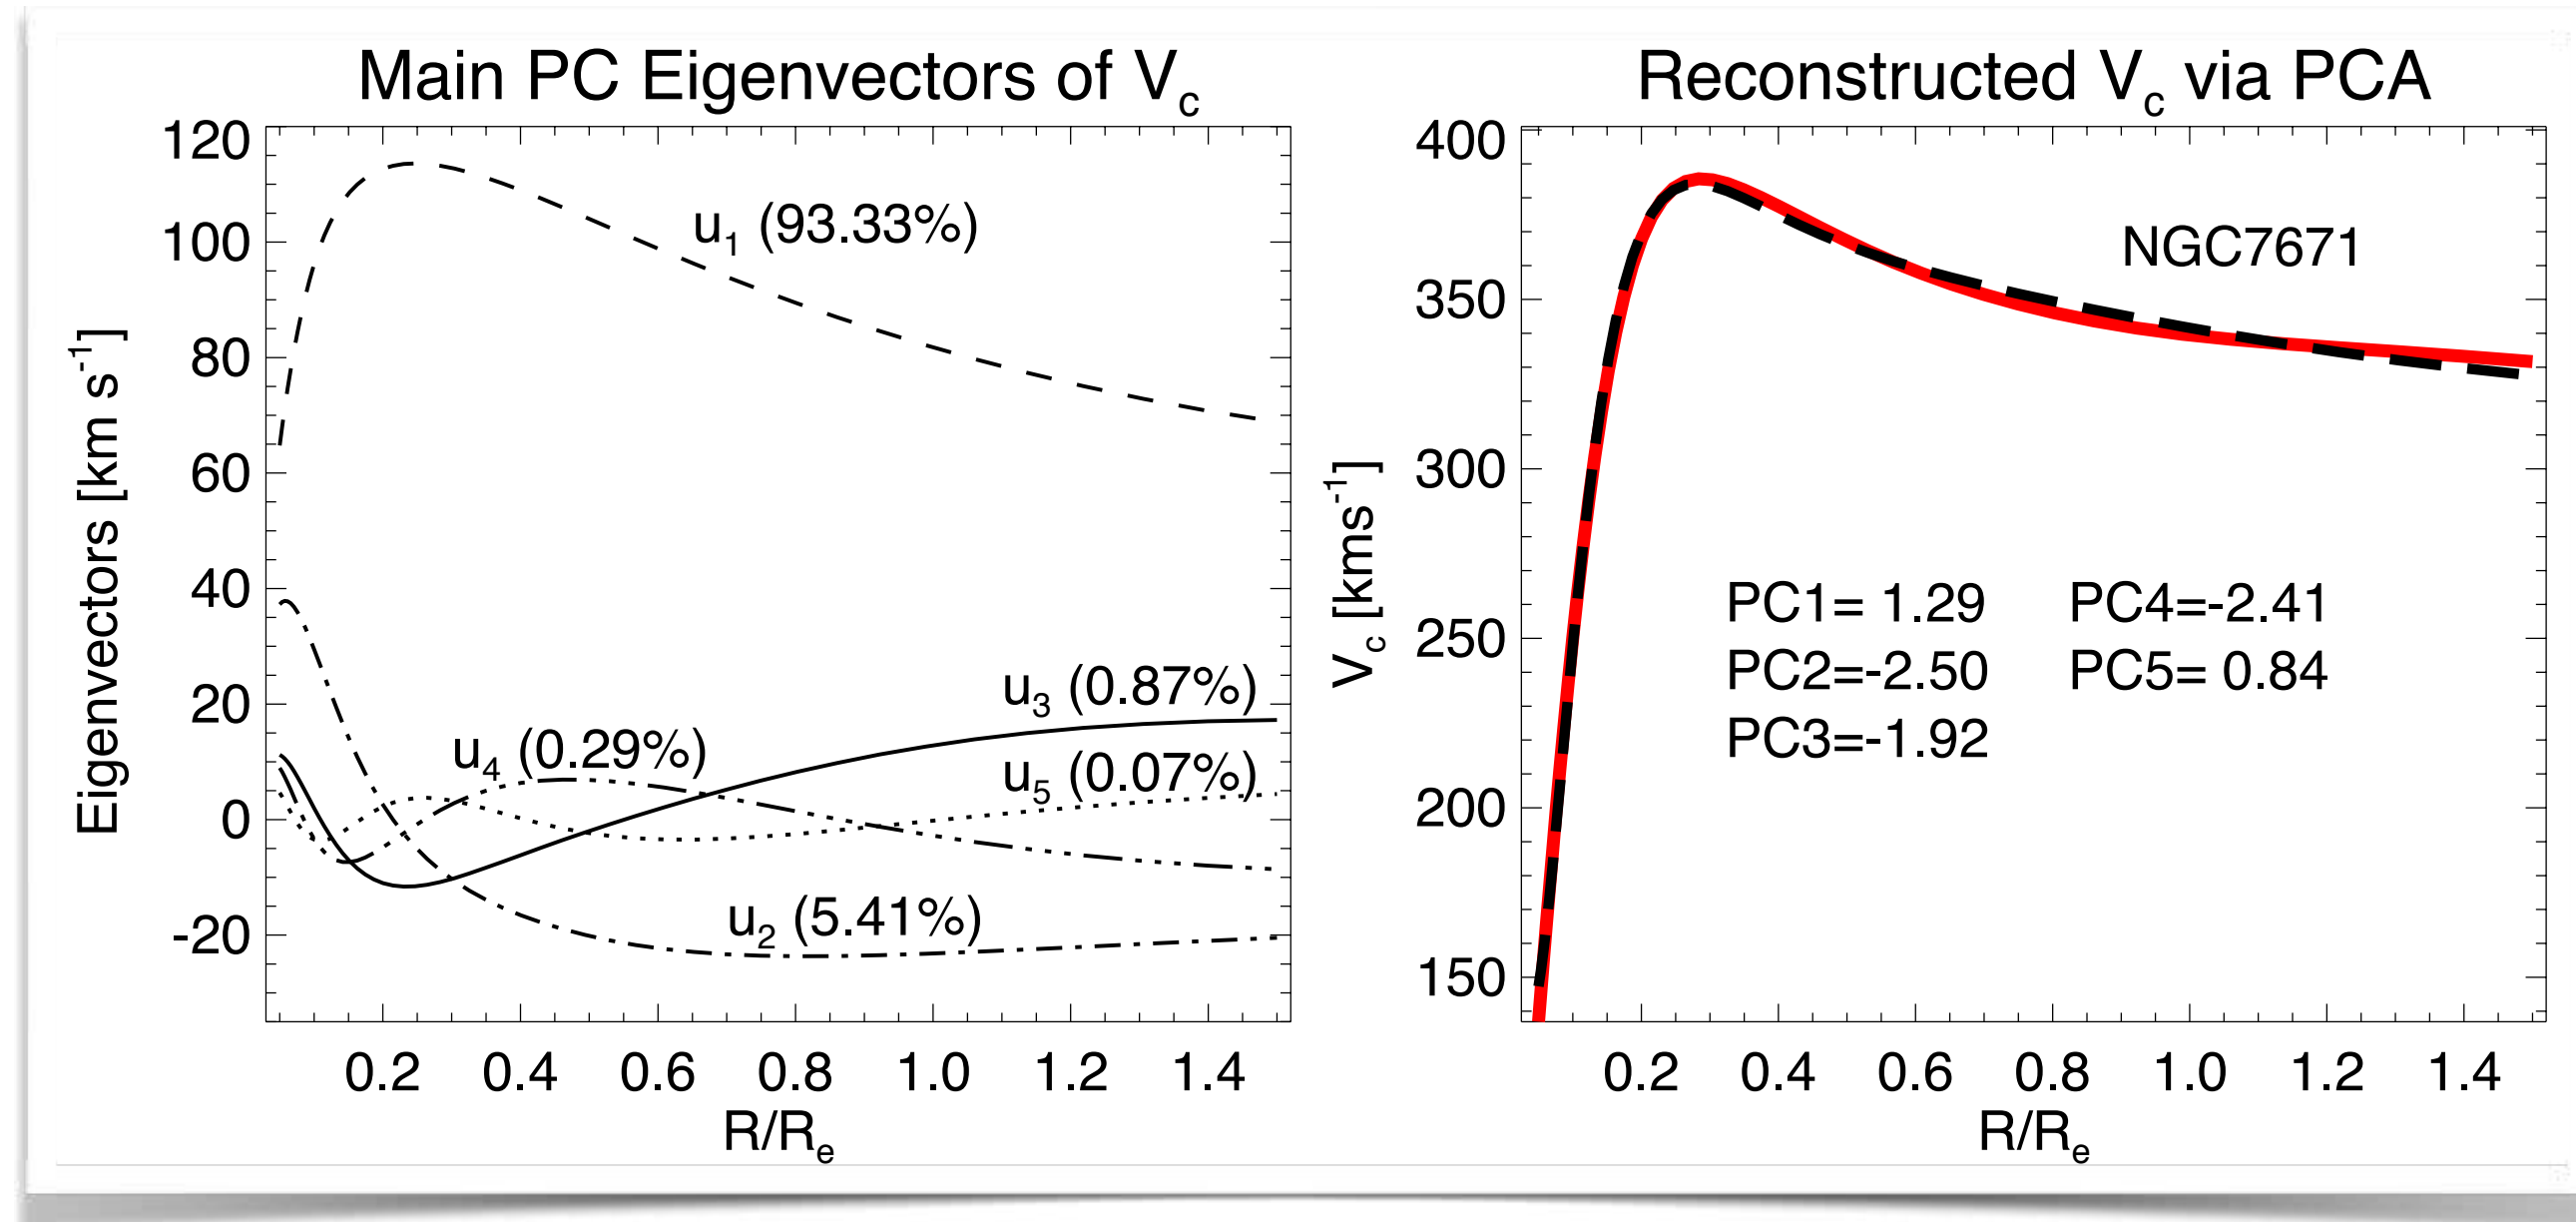 Main PC Eigenvectors of Vc
120
100
80
60
40
20
0
-20
Eigenvectors [km s-1]
u1 (93.33%)
u3 (0.87%)
u4 (0.29%)
u5 (0.07%)
u2 (5.41%)
0.2 0.4 0.6 0.8 1.0 1.2 1.4
R/Re
Reconstructed Vc via PCA
400
350
300
250
200
150
Vc [kms-1]
NGC7671
PC1= 1.29 PC4=-2.41
PC2=-2.50 PC5= 0.84
PC3=-1.92
0.2 0.4 0.6 0.8 1.0 1.2 1.4
R/Re